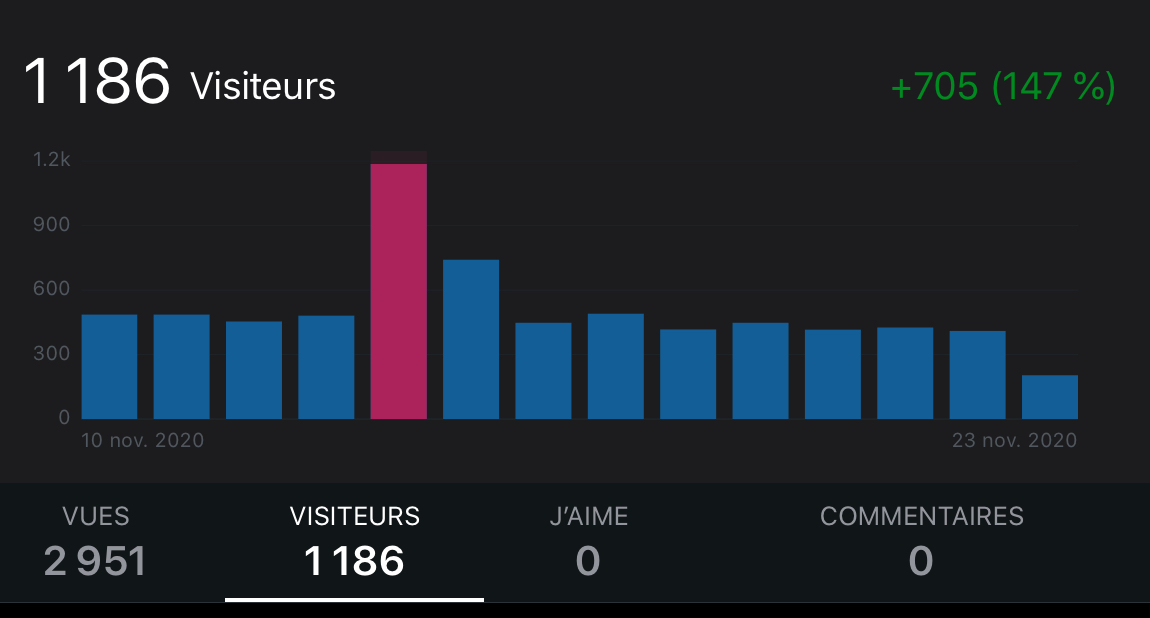 1 186 Visiteurs
+705 (147 %)
1.2k
900
600
300
0
10 nov. 2020
23 nov. 2020
VUES
2 951
VISITEURS
1 186
J’AIME
0
COMMENTAIRES
0